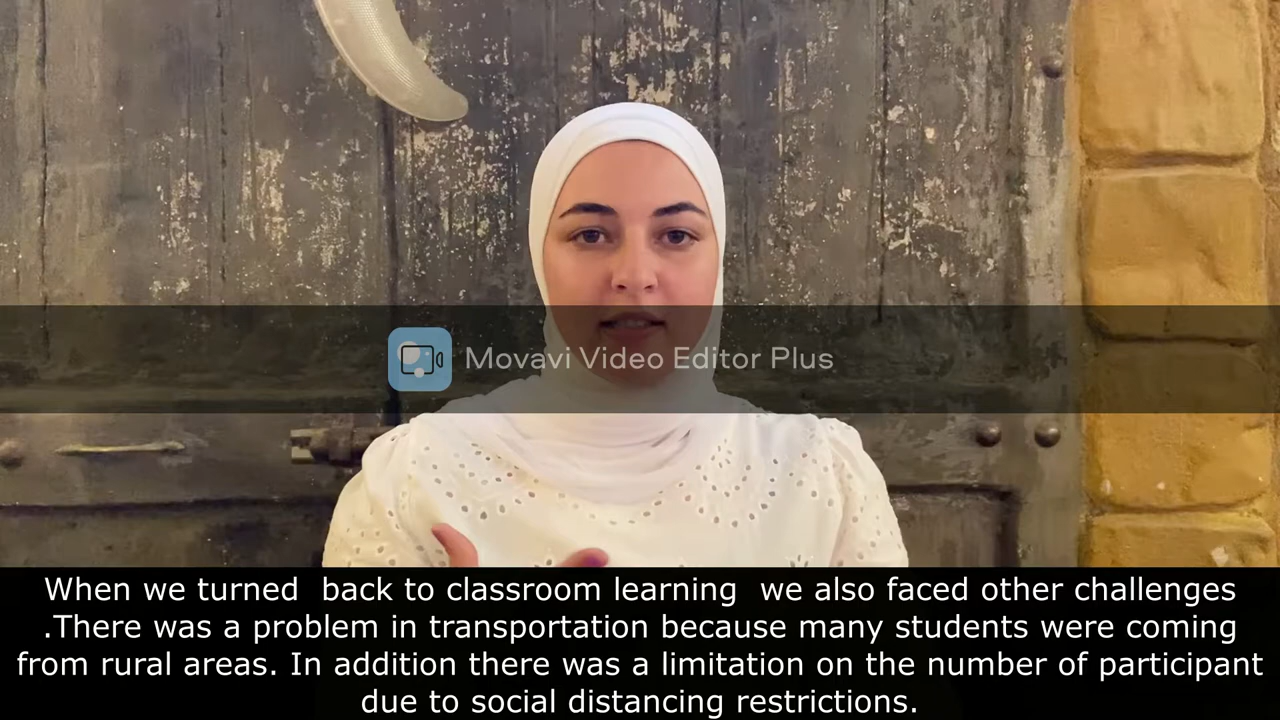 Movavi Video Editor Plus
When we turned  back to classroom learning  we also faced other challenges
.There was a problem in transportation because many students were coming
from rural areas. In addition there was a limitation on the number of participant
due to social distancing restrictions.